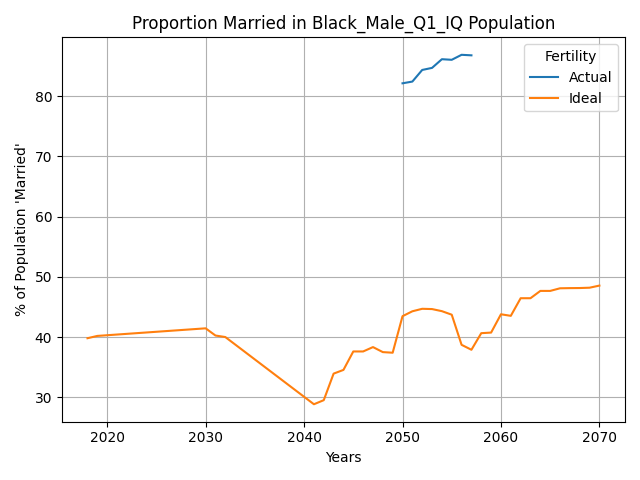 Proportion Married in Black_Male_Q1_IQ Population
% of Population 'Married'
80
70
60
50
40
30
Fertility
Actual
Ideal
2020 2030 2040 2050 2060 2070
Years